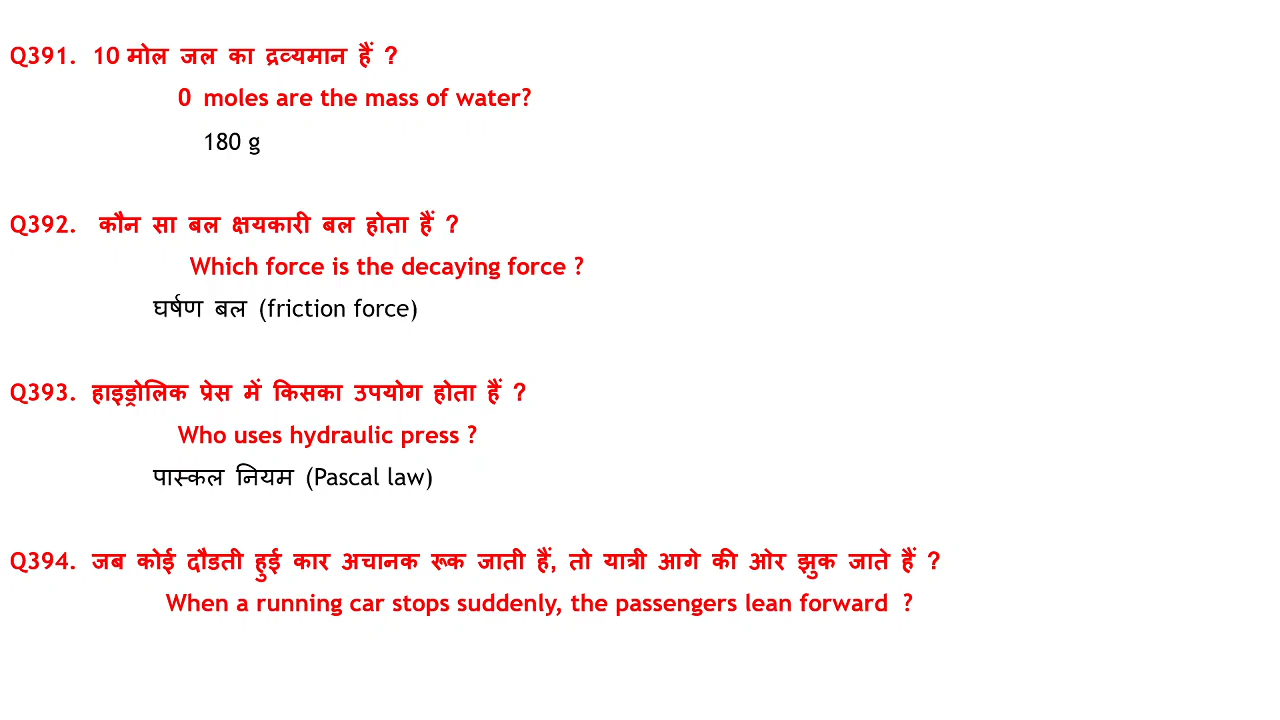 Q391. 10 मोल जल का द्रव्यमान हैं ?
0 moles are the mass of water?
180 g
Q392. कौन सा बल क्षयकारी बल होता हैं ?
Which force is the decaying force ?
घर्षण बल (friction force)
Q393. हाइड्रोलिक प्रेस में किसका उपयोग होता हैं ?
Who uses hydraulic press ?
पास्कल नियम (Pascal law)
Q394. जब कोई दौडती हुई कार अचानक रूक जाती हैं, तो यात्री आगे की ओर झुक जाते हैं ?
When a running car stops suddenly, the passengers lean forward ?